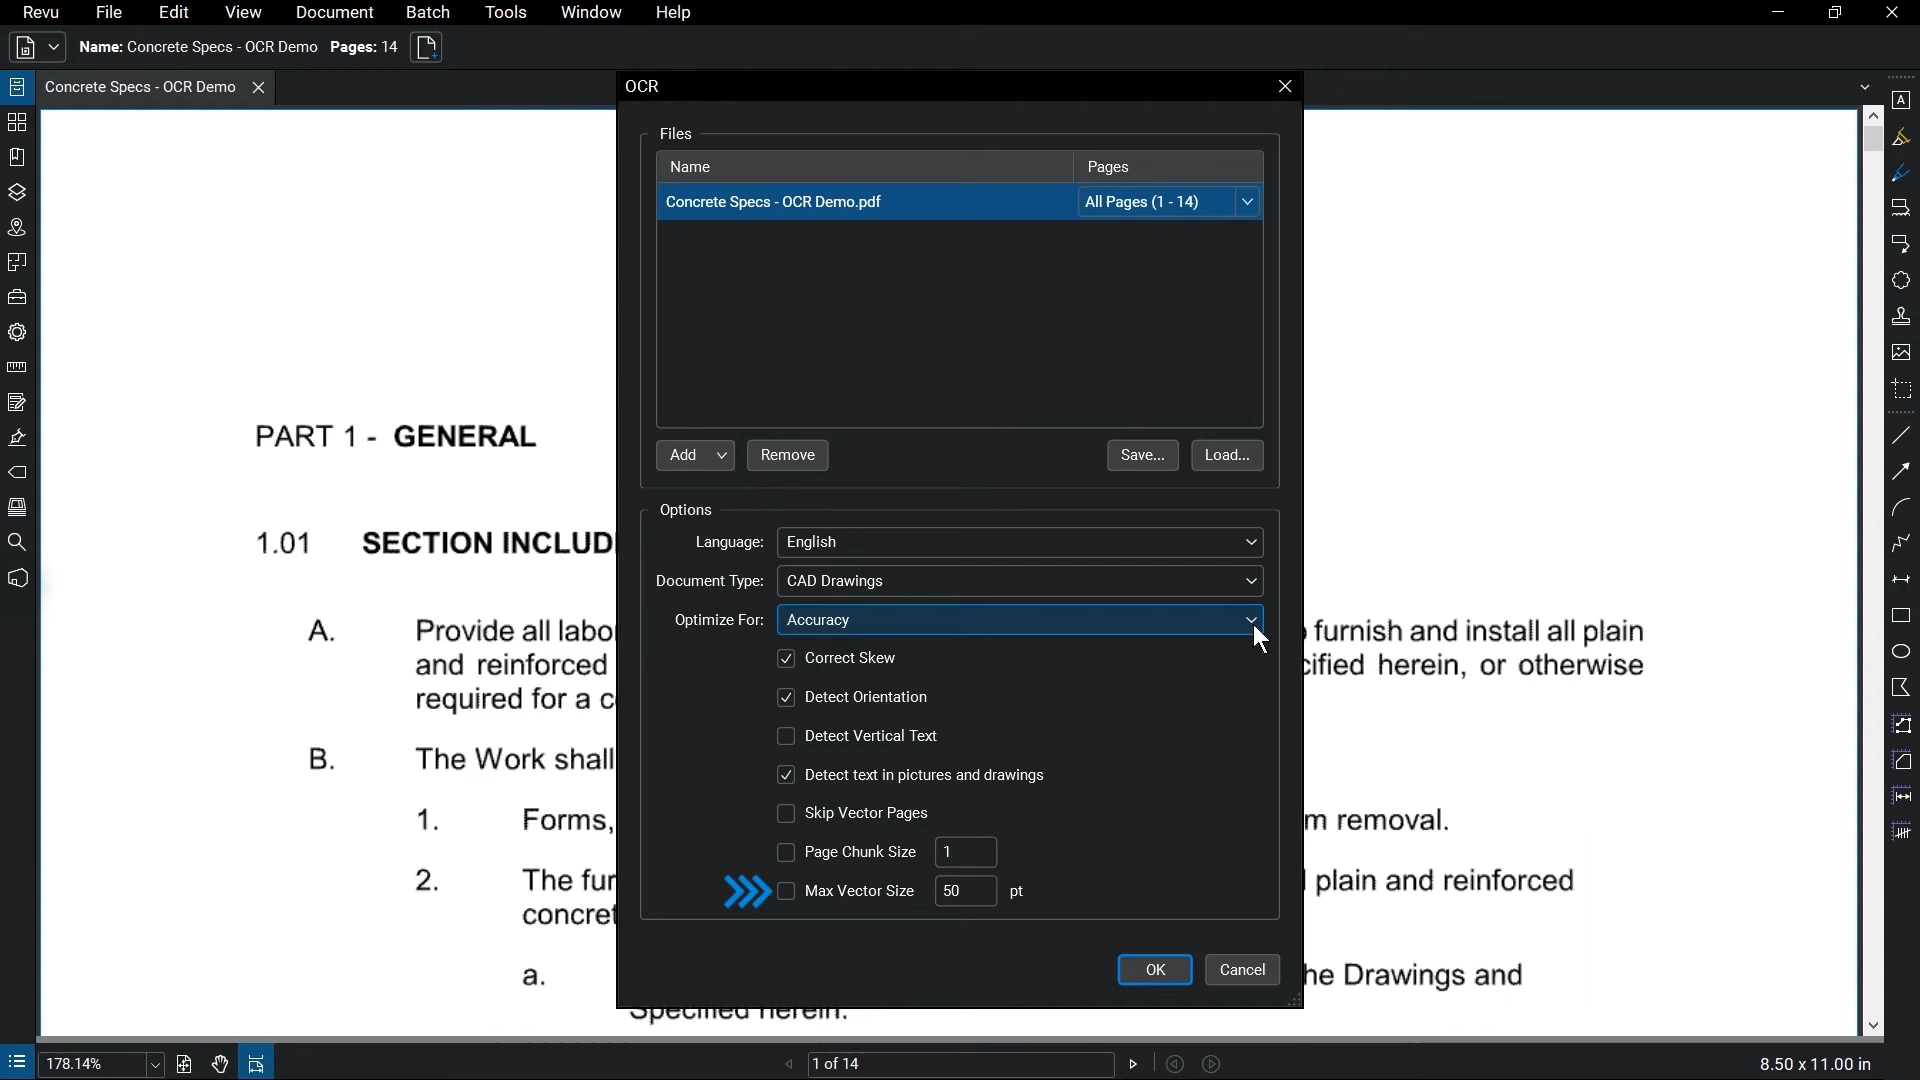 Revu File Edit View Document Batch Tools Window Help
Name: Concrete Specs - OCR Demo Pages: 14
Concrete Specs - OCR Demo
OCR
Files
Name Pages
Concrete Specs - OCR Demo.pdf All Pages (1 - 14)
Add Remove Save... Load...
Options
Language: English
Document Type: CAD Drawings
Optimize For: Accuracy
Correct Skew
Detect Orientation
Detect Vertical Text
Detect text in pictures and drawings
Skip Vector Pages
Page Chunk Size 1
Max Vector Size 50 pt
OK Cancel
PART 1 - GENERAL
1.01 SECTION INCLUD
A. Provide all labo furnish and install all plain
and reinforced cified herein, or otherwise
required for a c
B. The Work shall
1. Forms, m removal.
2. The fur plain and reinforced
concret
a. he Drawings and
Specified herein.
178.14% 1 of 14 8.50 x 11.00 in